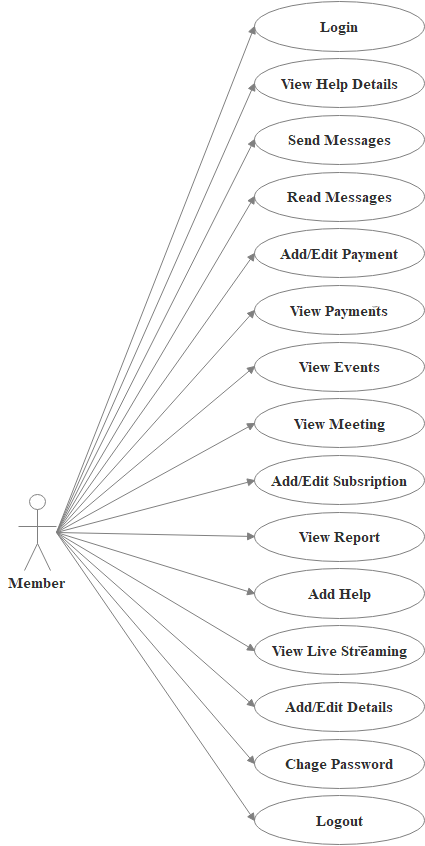 Login
View Help Details
Send Messages
Read Messages
Add/Edit Payment
View Payments
View Events
View Meeting
Add/Edit Subsription
View Report
Add Help
View Live Streaming
Add/Edit Details
Chage Password
Logout
Member